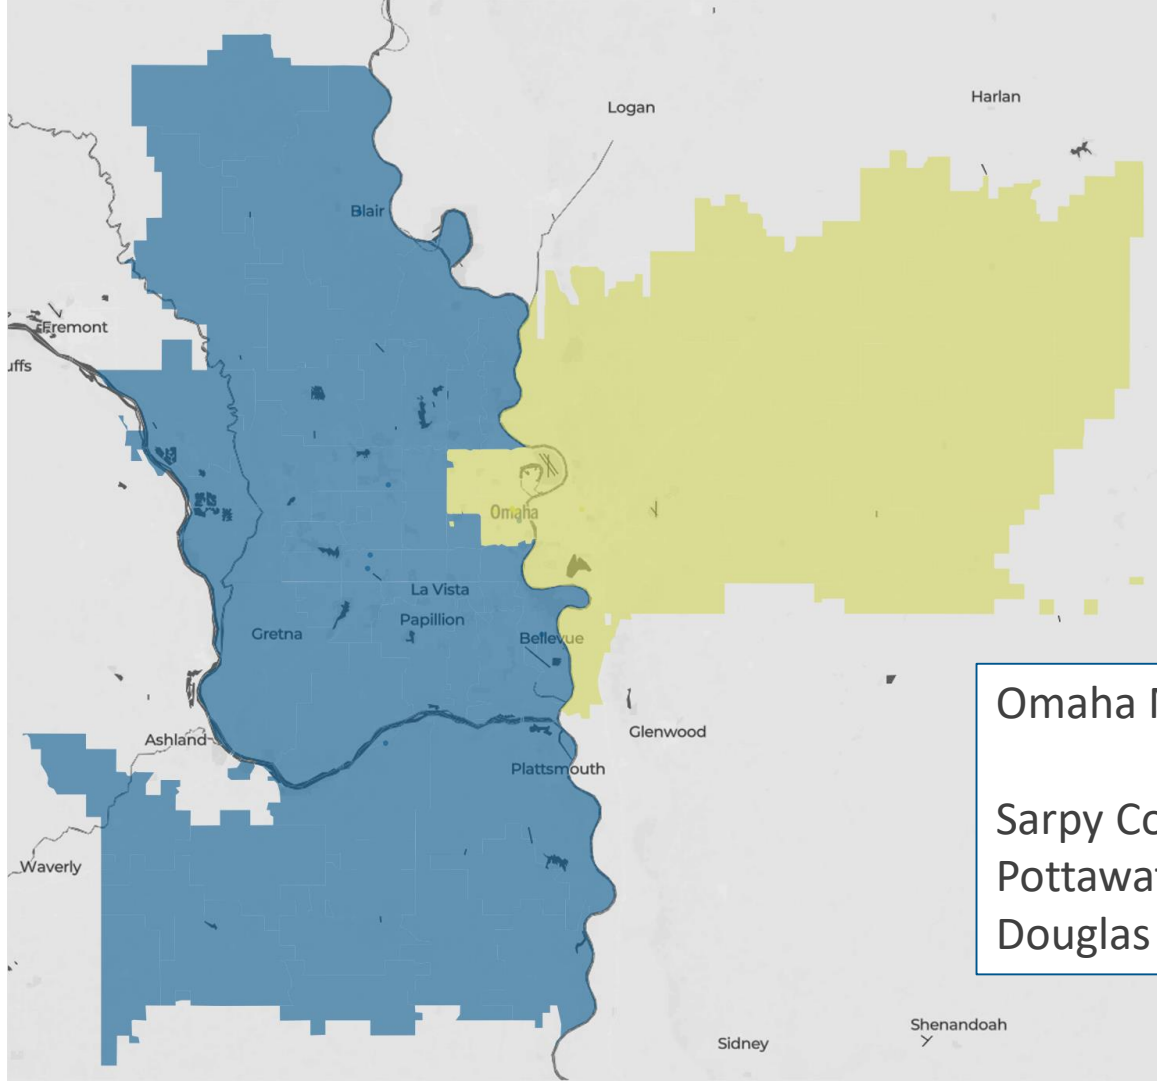 Logan
Harlan
Blair
Fremont
uffs
Omaha
La Vista
Papillion
Gretna
Bellevue
Glenwood
Ashland
Plattsmouth
Waverly
Omaha
Sarpy Co
Pottawat
Douglas
Shenandoah
Sidney